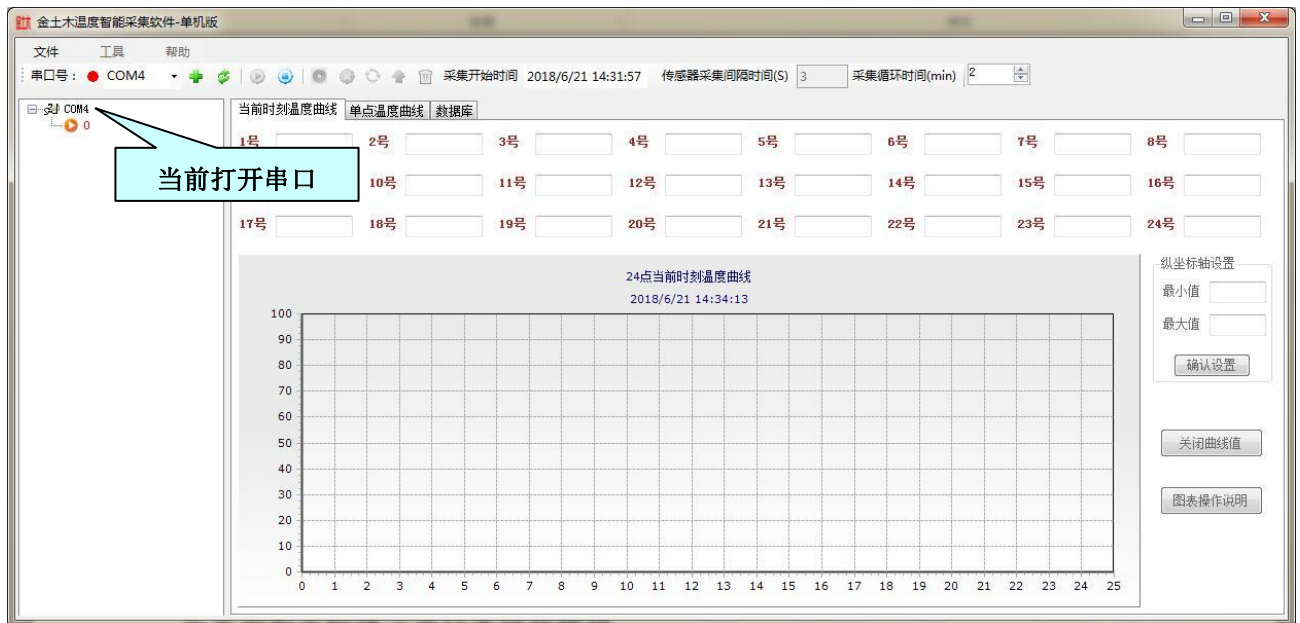 金土木温度智能采集软件-单机版
文件 工具 帮助
串口号： COM4 采集开始时间 2018/6/21 14:31:57 传感器采集间隔时间(S) 3 采集循环时间(min) 2
COM4
0
当前打开串口
当前时刻温度曲线 单点温度曲线 数据库
1号 2号 3号 4号 5号 6号 7号 8号
10号 11号 12号 13号 14号 15号 16号
17号 18号 19号 20号 21号 22号 23号 24号
24点当前时刻温度曲线
2018/6/21 14:34:13
100
90
80
70
60
50
40
30
20
10
0
0 1 2 3 4 5 6 7 8 9 10 11 12 13 14 15 16 17 18 19 20 21 22 23 24 25
纵坐标轴设置
最小值
最大值
确认设置
关闭曲线值
图表操作说明